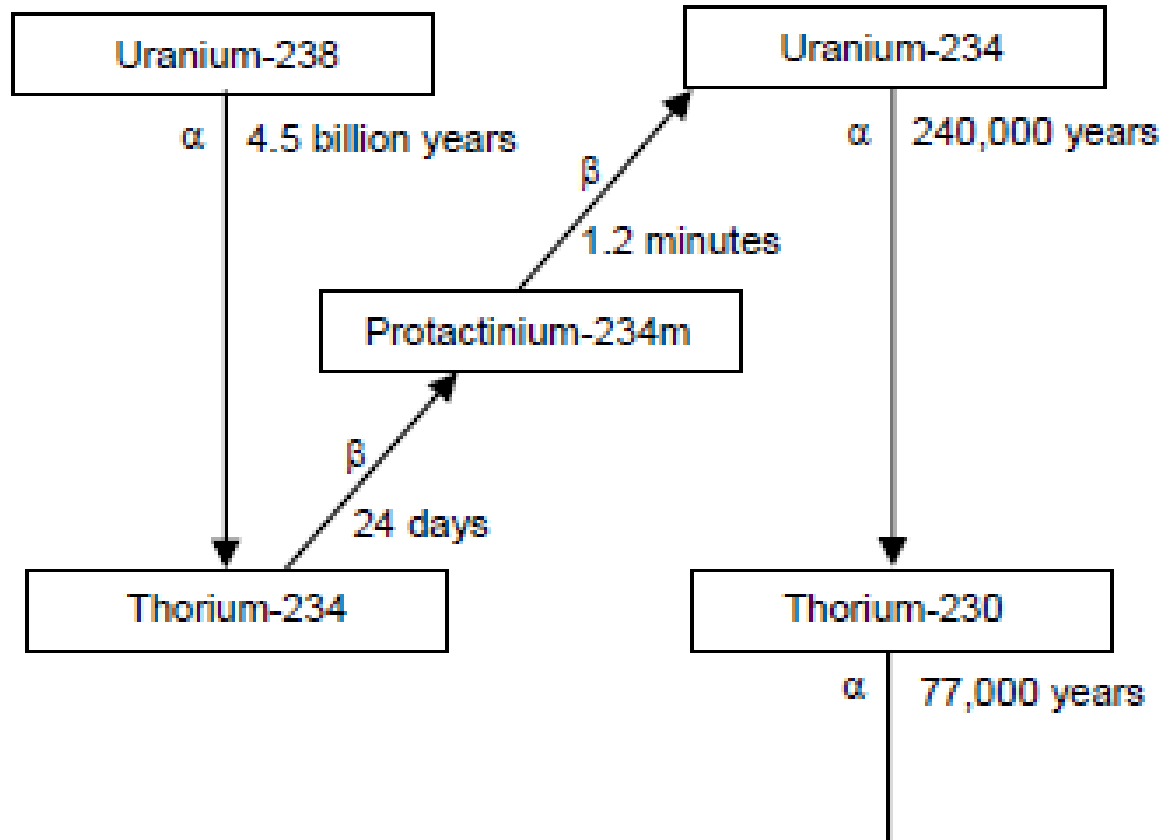 Uranium-238
Uranium-234
α 4.5 billion years
α 240,000 years
β
1.2 minutes
Protactinium-234m
β
24 days
Thorium-234
Thorium-230
α 77,000 years